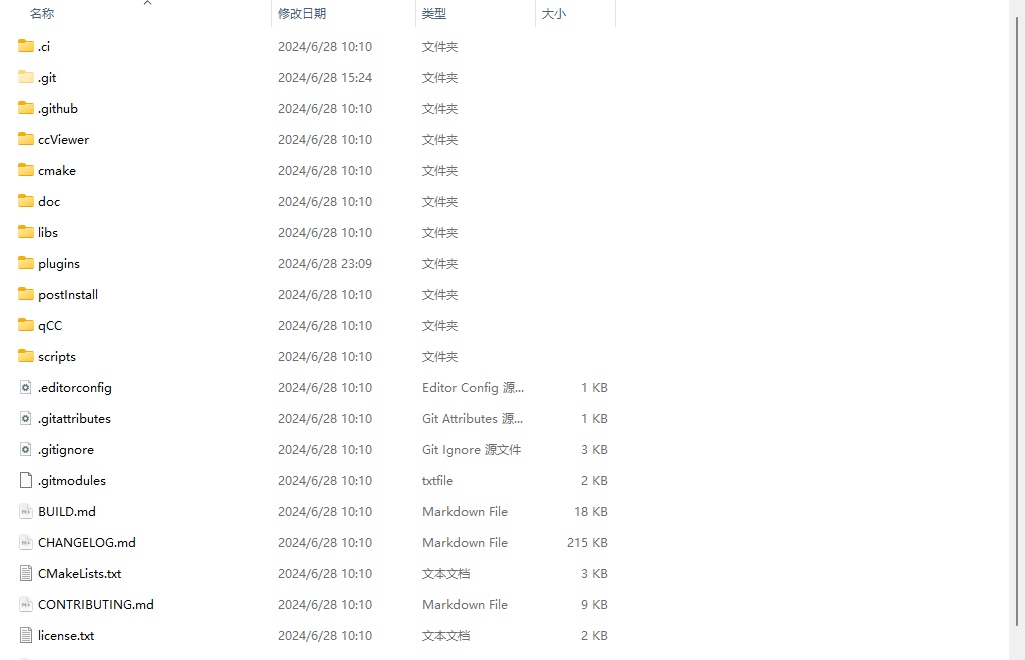 名称 修改日期 类型 大小
.ci 2024/6/28 10:10 文件夹
.git 2024/6/28 15:24 文件夹
.github 2024/6/28 10:10 文件夹
ccViewer 2024/6/28 10:10 文件夹
cmake 2024/6/28 10:10 文件夹
doc 2024/6/28 10:10 文件夹
libs 2024/6/28 10:10 文件夹
plugins 2024/6/28 23:09 文件夹
postInstall 2024/6/28 10:10 文件夹
qCC 2024/6/28 10:10 文件夹
scripts 2024/6/28 10:10 文件夹
.editorconfig 2024/6/28 10:10 Editor Config 源... 1 KB
.gitattributes 2024/6/28 10:10 Git Attributes 源... 1 KB
.gitignore 2024/6/28 10:10 Git Ignore 源文件 3 KB
.gitmodules 2024/6/28 10:10 txtfile 2 KB
BUILD.md 2024/6/28 10:10 Markdown File 18 KB
CHANGELOG.md 2024/6/28 10:10 Markdown File 215 KB
CMakeLists.txt 2024/6/28 10:10 文本文档 3 KB
CONTRIBUTING.md 2024/6/28 10:10 Markdown File 9 KB
license.txt 2024/6/28 10:10 文本文档 2 KB